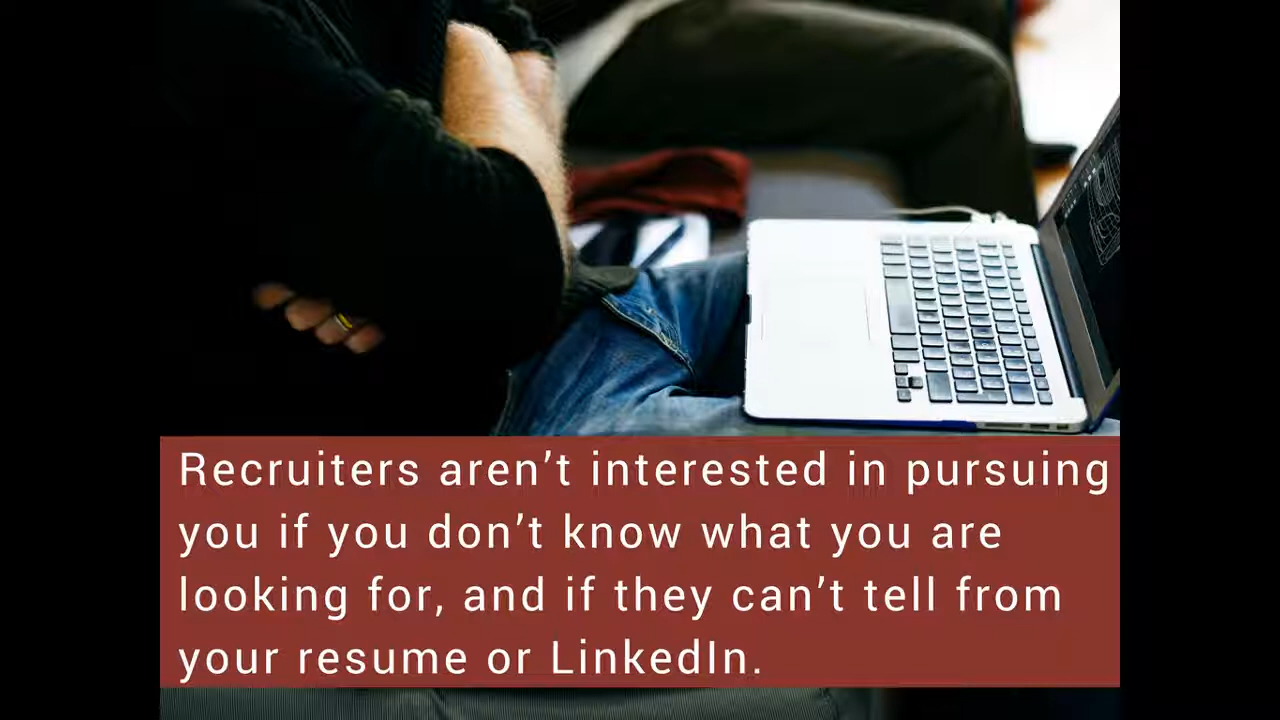 Recruiters aren’t interested in pursuing
you if you don’t know what you are
looking for, and if they can’t tell from
your resume or LinkedIn.